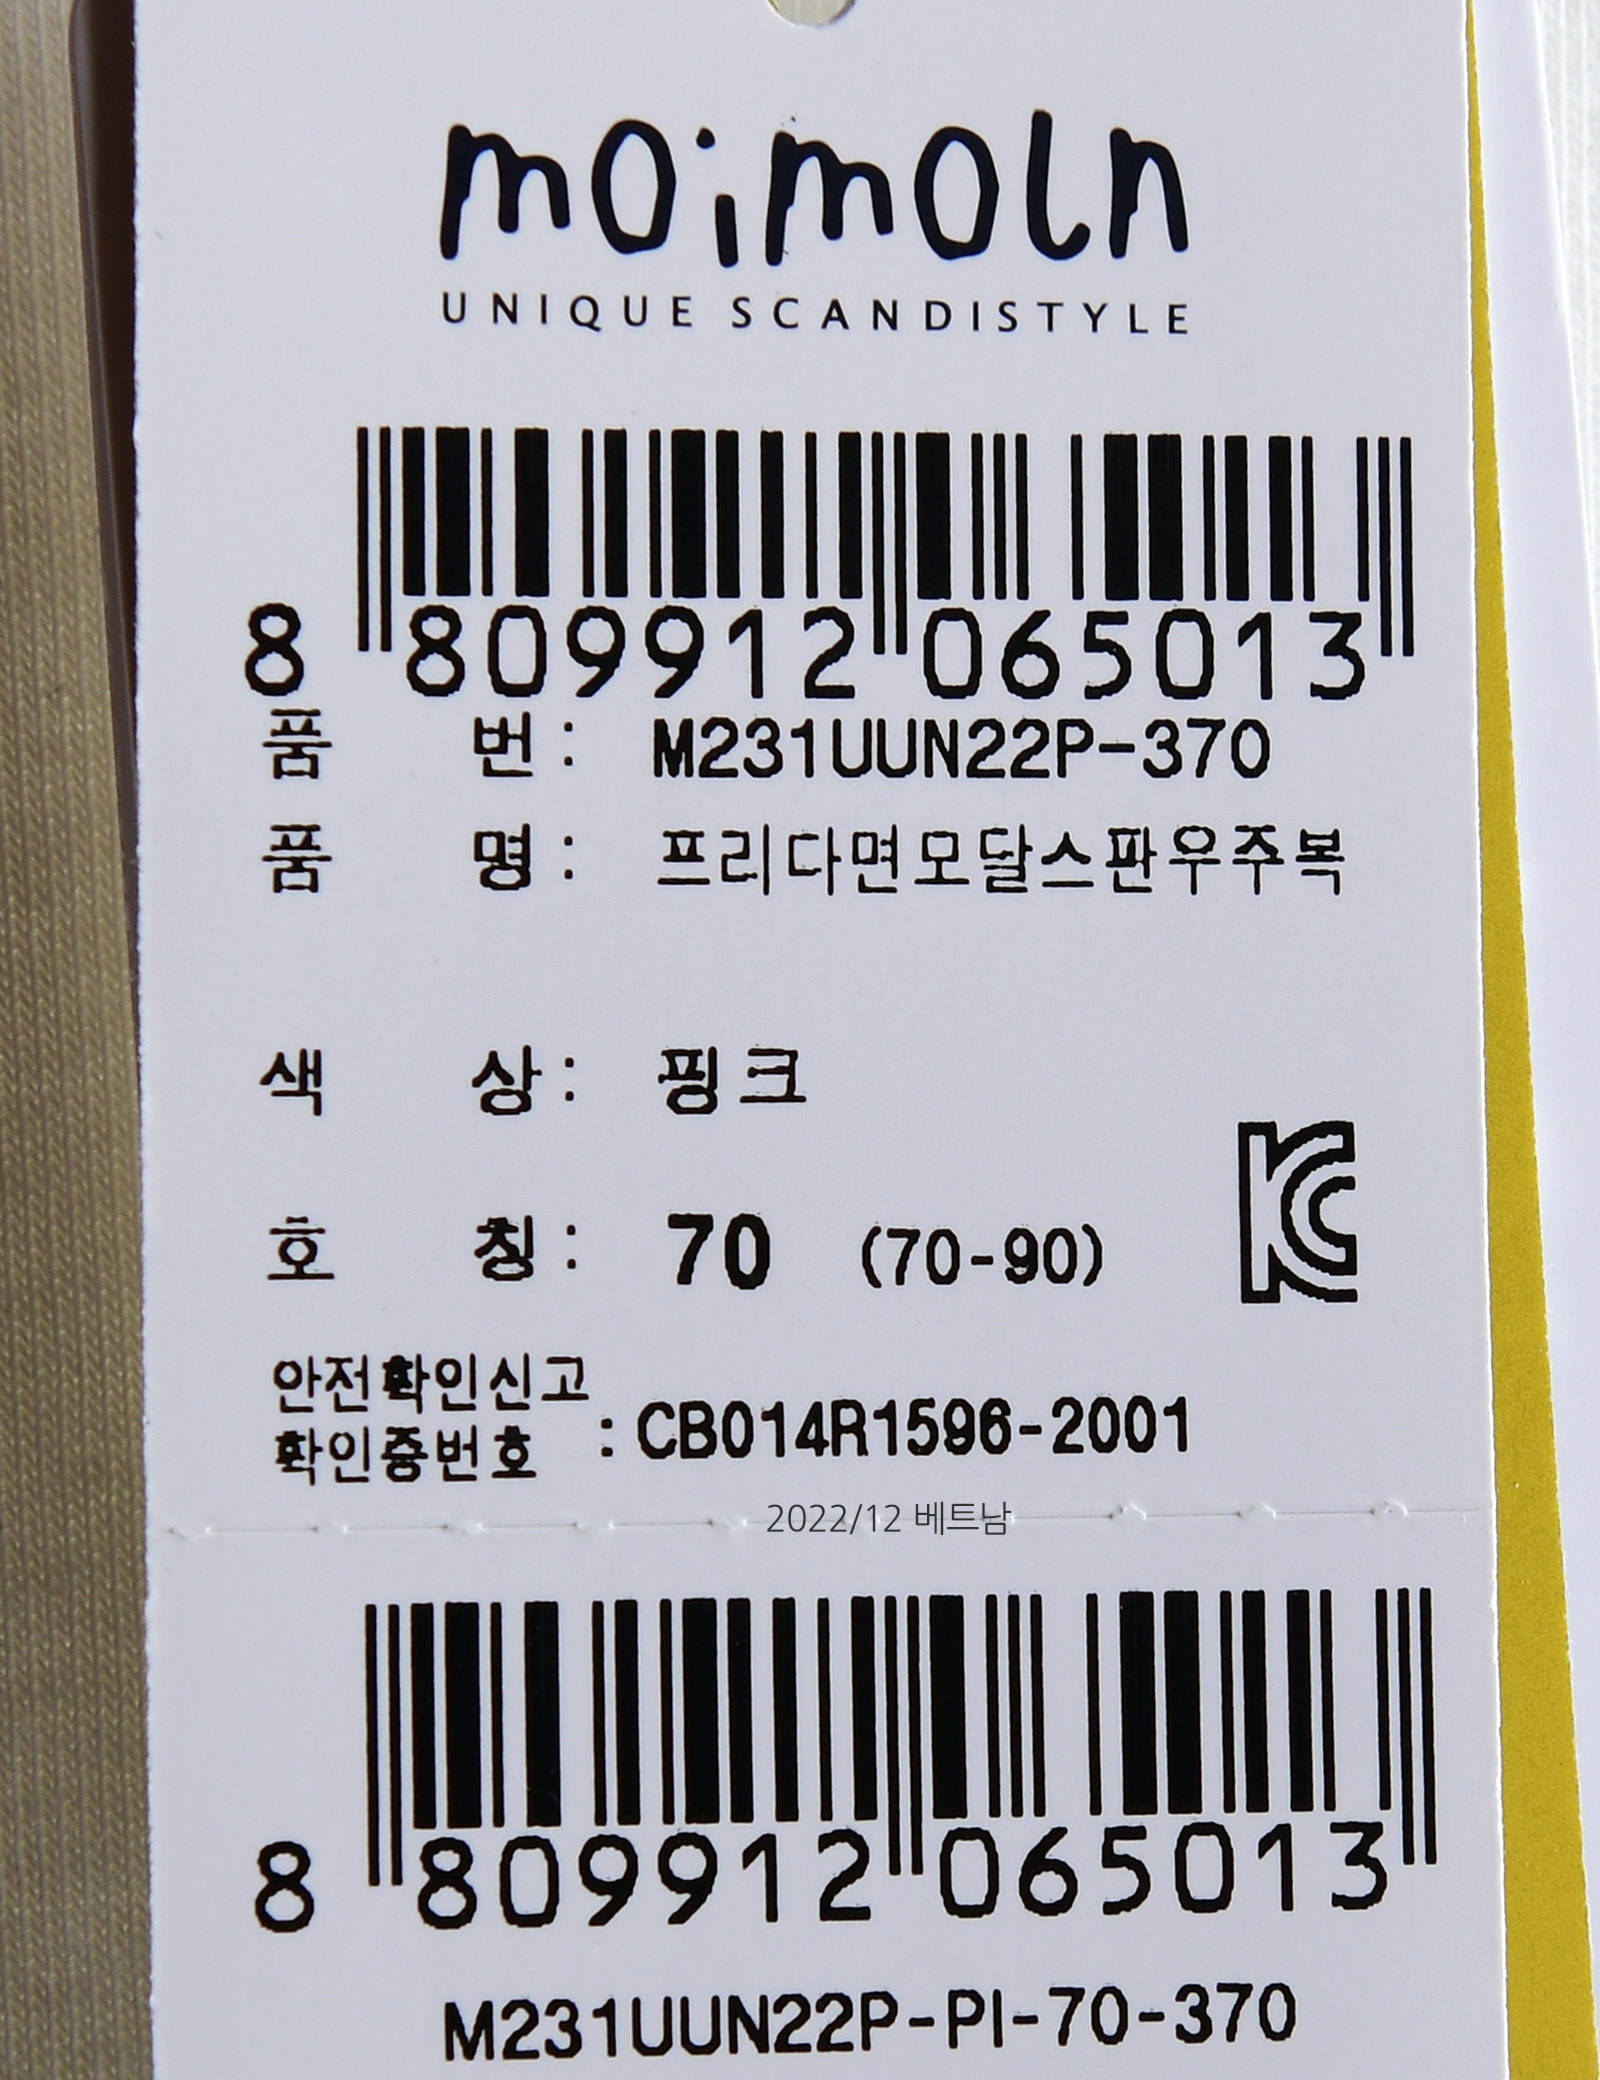 moimoln
UNIQUE SCANDISTYLE
8 809912 065013
품 번 : M231UUN22P-370
품 명 : 프리다면모달스판우주복
색 상 : 핑크
호 칭 : 70 (70-90)
KC
안전확인신고
확인증번호 : CB014R1596-2001
2022/12 베트남
8 809912 065013
M231UUN22P-PI-70-370